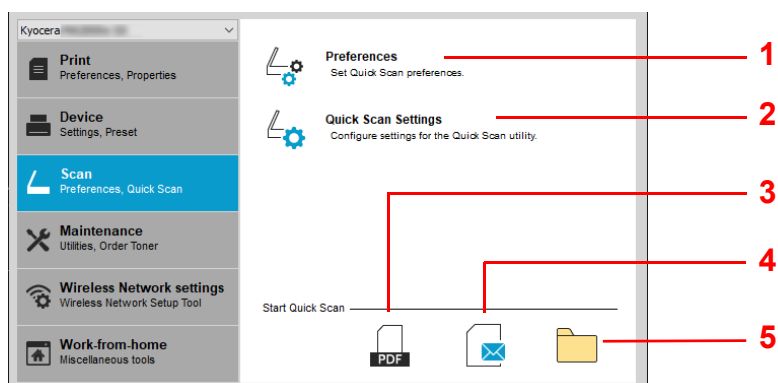 Kyocera
Print
Preferences, Properties
Device
Settings, Preset
Scan
Preferences, Quick Scan
Maintenance
Utilities, Order Toner
Wireless Network settings
Wireless Network Setup Tool
Work-from-home
Miscellaneous tools
Preferences
Set Quick Scan preferences.
1
Quick Scan Settings
Configure settings for the Quick Scan utility.
2
3
4
Start Quick Scan
PDF
5